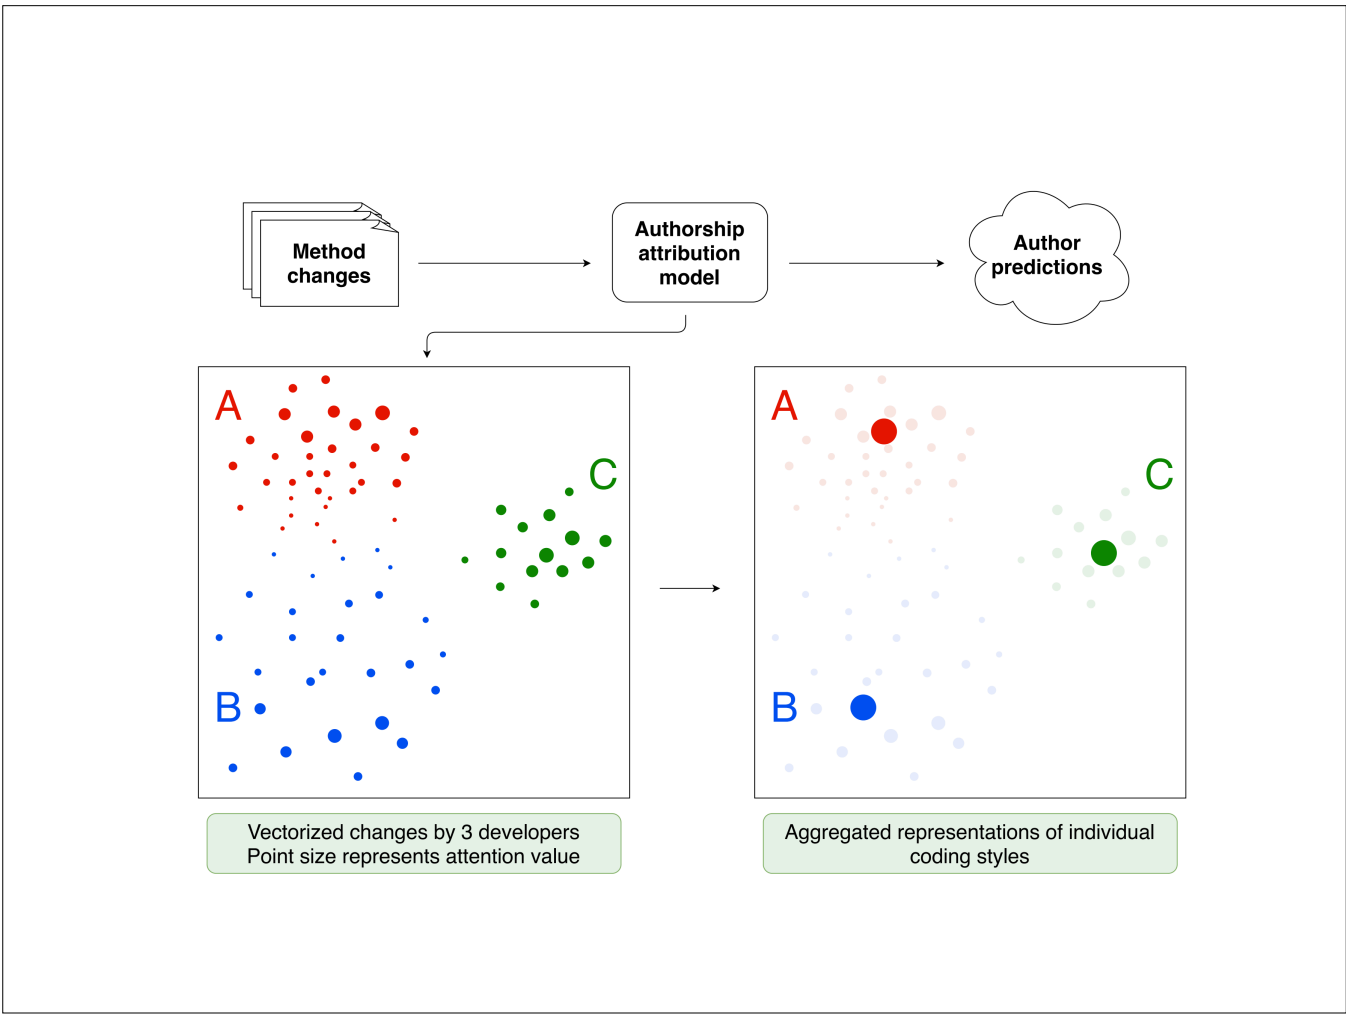 Method
changes
Authorship
attribution
model
Author
predictions
A
C
B
A
C
B
Vectorized changes by 3 developers
Point size represents attention value
Aggregated representations of individual
coding styles